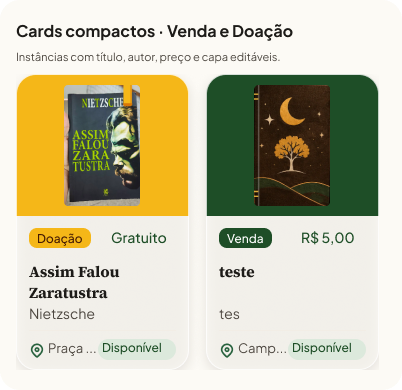 Cards compactos · Venda e Doação
Instâncias com título, autor, preço e capa editáveis.
NIETZSCHE
ASSIM
FALOU
ZARA
TUSTRA
Doação
Gratuito
Assim Falou
Zaratustra
Nietzsche
Praça ...
Disponível
Venda
R$ 5,00
teste
tes
Camp...
Disponível